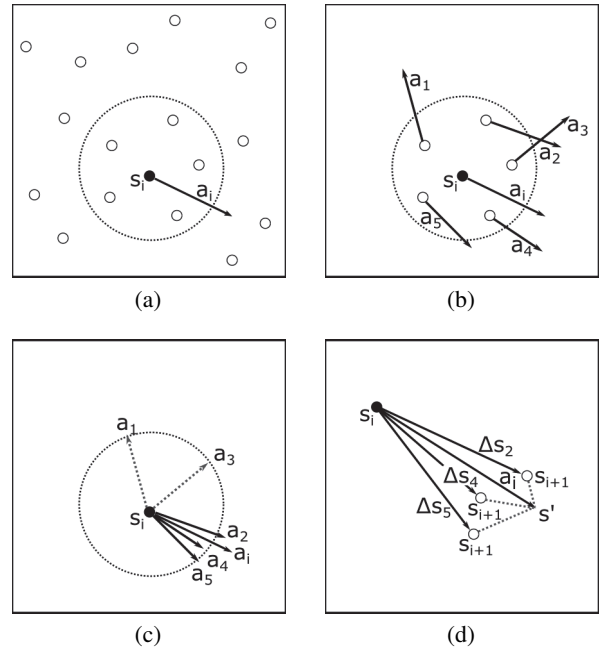 sᵢ aᵢ
(a)
a₁ a₃ a₂ sᵢ aᵢ a₅ a₄
(b)
a₁ a₃ sᵢ a₂ aᵢ a₄ a₅
(c)
sᵢ Δs₂ aᵢ sᵢ₊₁ Δs₄ sᵢ₊₁ s' Δs₅ sᵢ₊₁
(d)